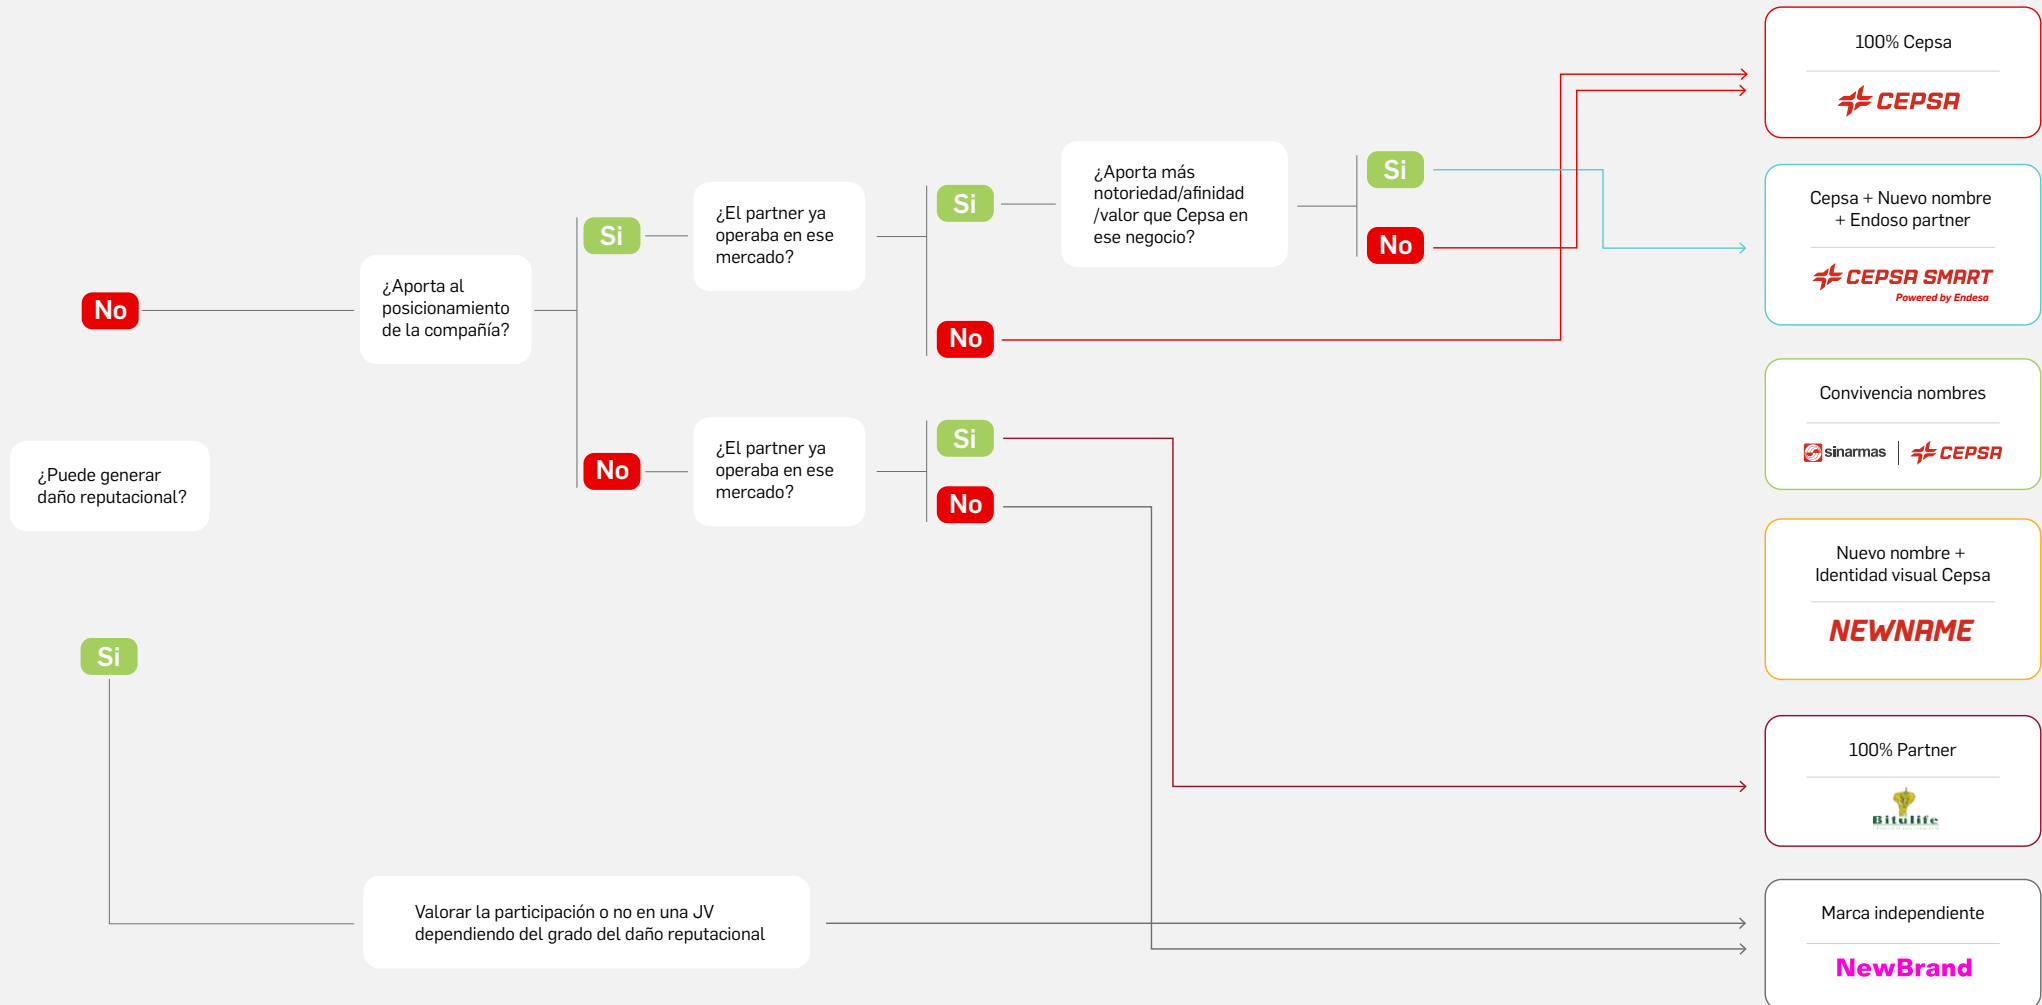 ¿Puede generar
daño reputacional?
No
¿Aporta al
posicionamiento
de la compañía?
Si
¿El partner ya
operaba en ese
mercado?
Si
¿Aporta más
notoriedad/afinidad
/valor que Cepsa en
ese negocio?
Si
No
No
No
¿El partner ya
operaba en ese
mercado?
Si
No
Si
Valorar la participación o no en una JV
dependiendo del grado del daño reputacional
100% Cepsa
CEPSA
Cepsa + Nuevo nombre
+ Endoso partner
CEPSA SMART
Powered by Endesa
Convivencia nombres
sinarmas CEPSA
Nuevo nombre +
Identidad visual Cepsa
NEWNAME
100% Partner
Bitulife
Marca independiente
NewBrand